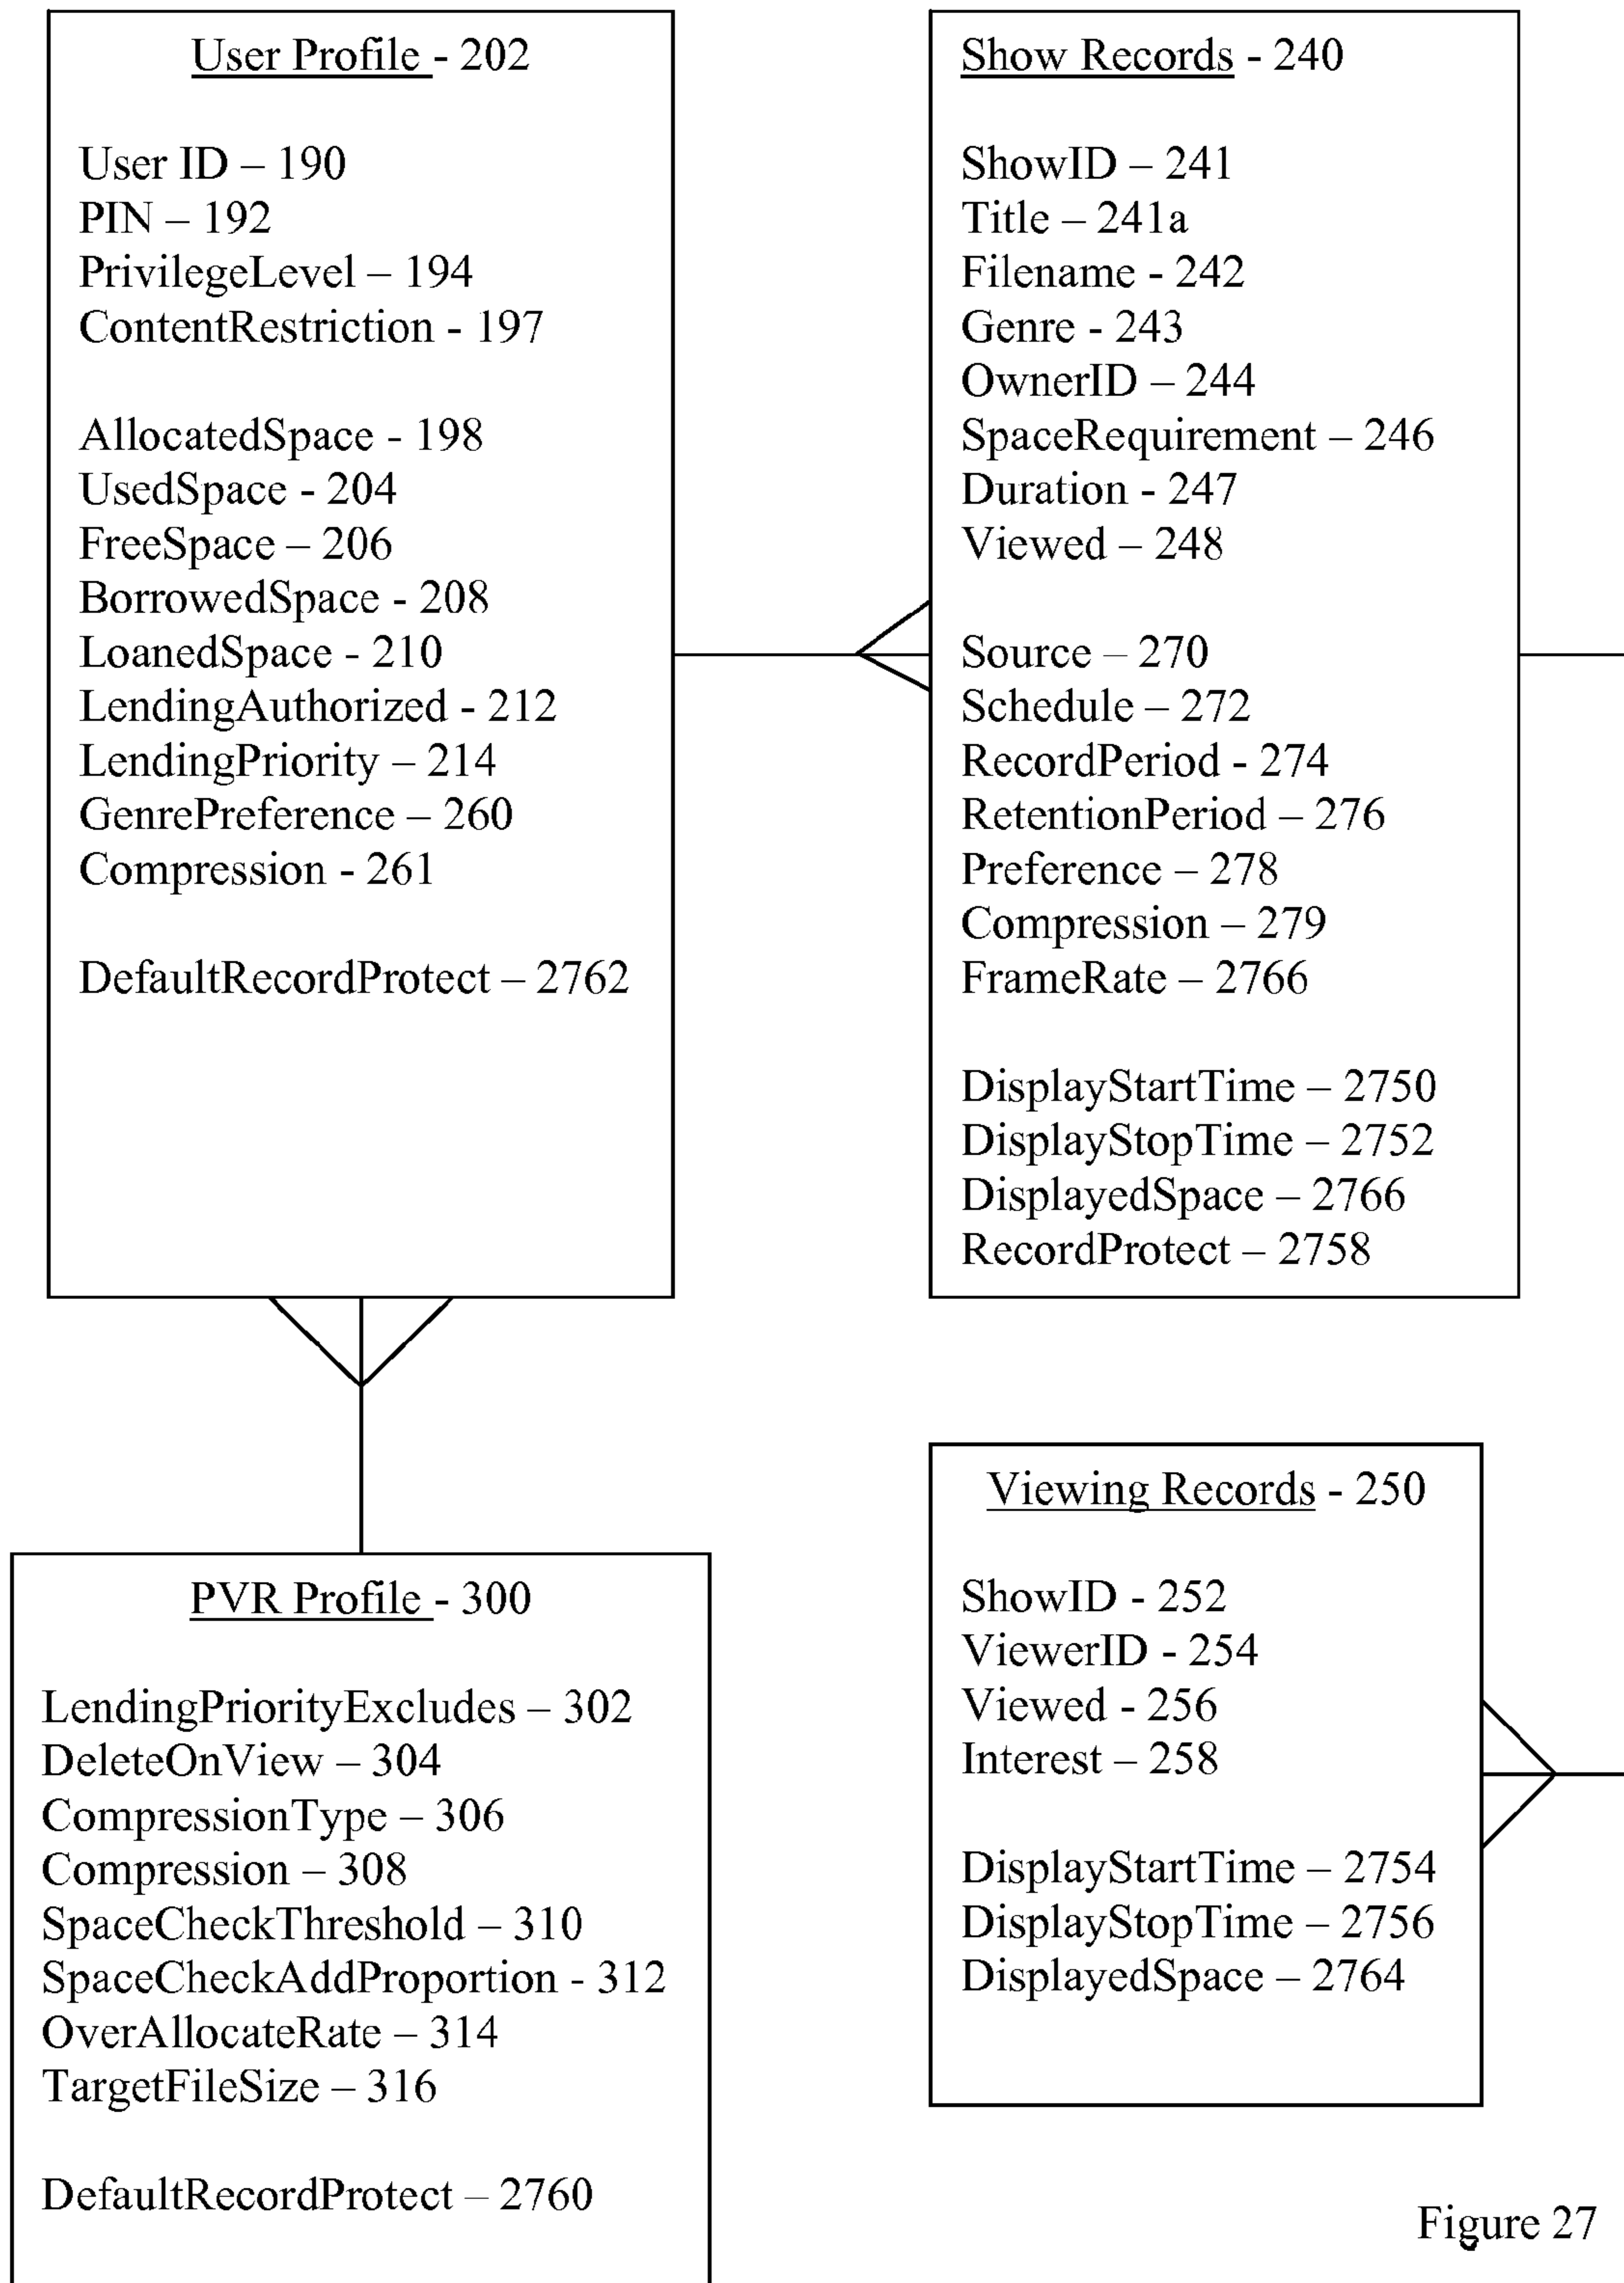 User Profile - 202
User ID – 190
PIN – 192
PrivilegeLevel – 194
ContentRestriction - 197
AllocatedSpace - 198
UsedSpace - 204
FreeSpace – 206
BorrowedSpace - 208
LoanedSpace - 210
LendingAuthorized - 212
LendingPriority – 214
GenrePreference – 260
Compression - 261
DefaultRecordProtect – 2762
Show Records - 240
ShowID – 241
Title – 241a
Filename - 242
Genre - 243
OwnerID – 244
SpaceRequirement – 246
Duration - 247
Viewed – 248
Source – 270
Schedule – 272
RecordPeriod - 274
RetentionPeriod – 276
Preference – 278
Compression – 279
FrameRate – 2766
DisplayStartTime – 2750
DisplayStopTime – 2752
DisplayedSpace – 2766
RecordProtect – 2758
PVR Profile - 300
LendingPriorityExcludes – 302
DeleteOnView – 304
CompressionType – 306
Compression – 308
SpaceCheckThreshold – 310
SpaceCheckAddProportion - 312
OverAllocateRate – 314
TargetFileSize – 316
DefaultRecordProtect – 2760
Viewing Records - 250
ShowID - 252
ViewerID - 254
Viewed - 256
Interest – 258
DisplayStartTime – 2754
DisplayStopTime – 2756
DisplayedSpace – 2764
Figure 27